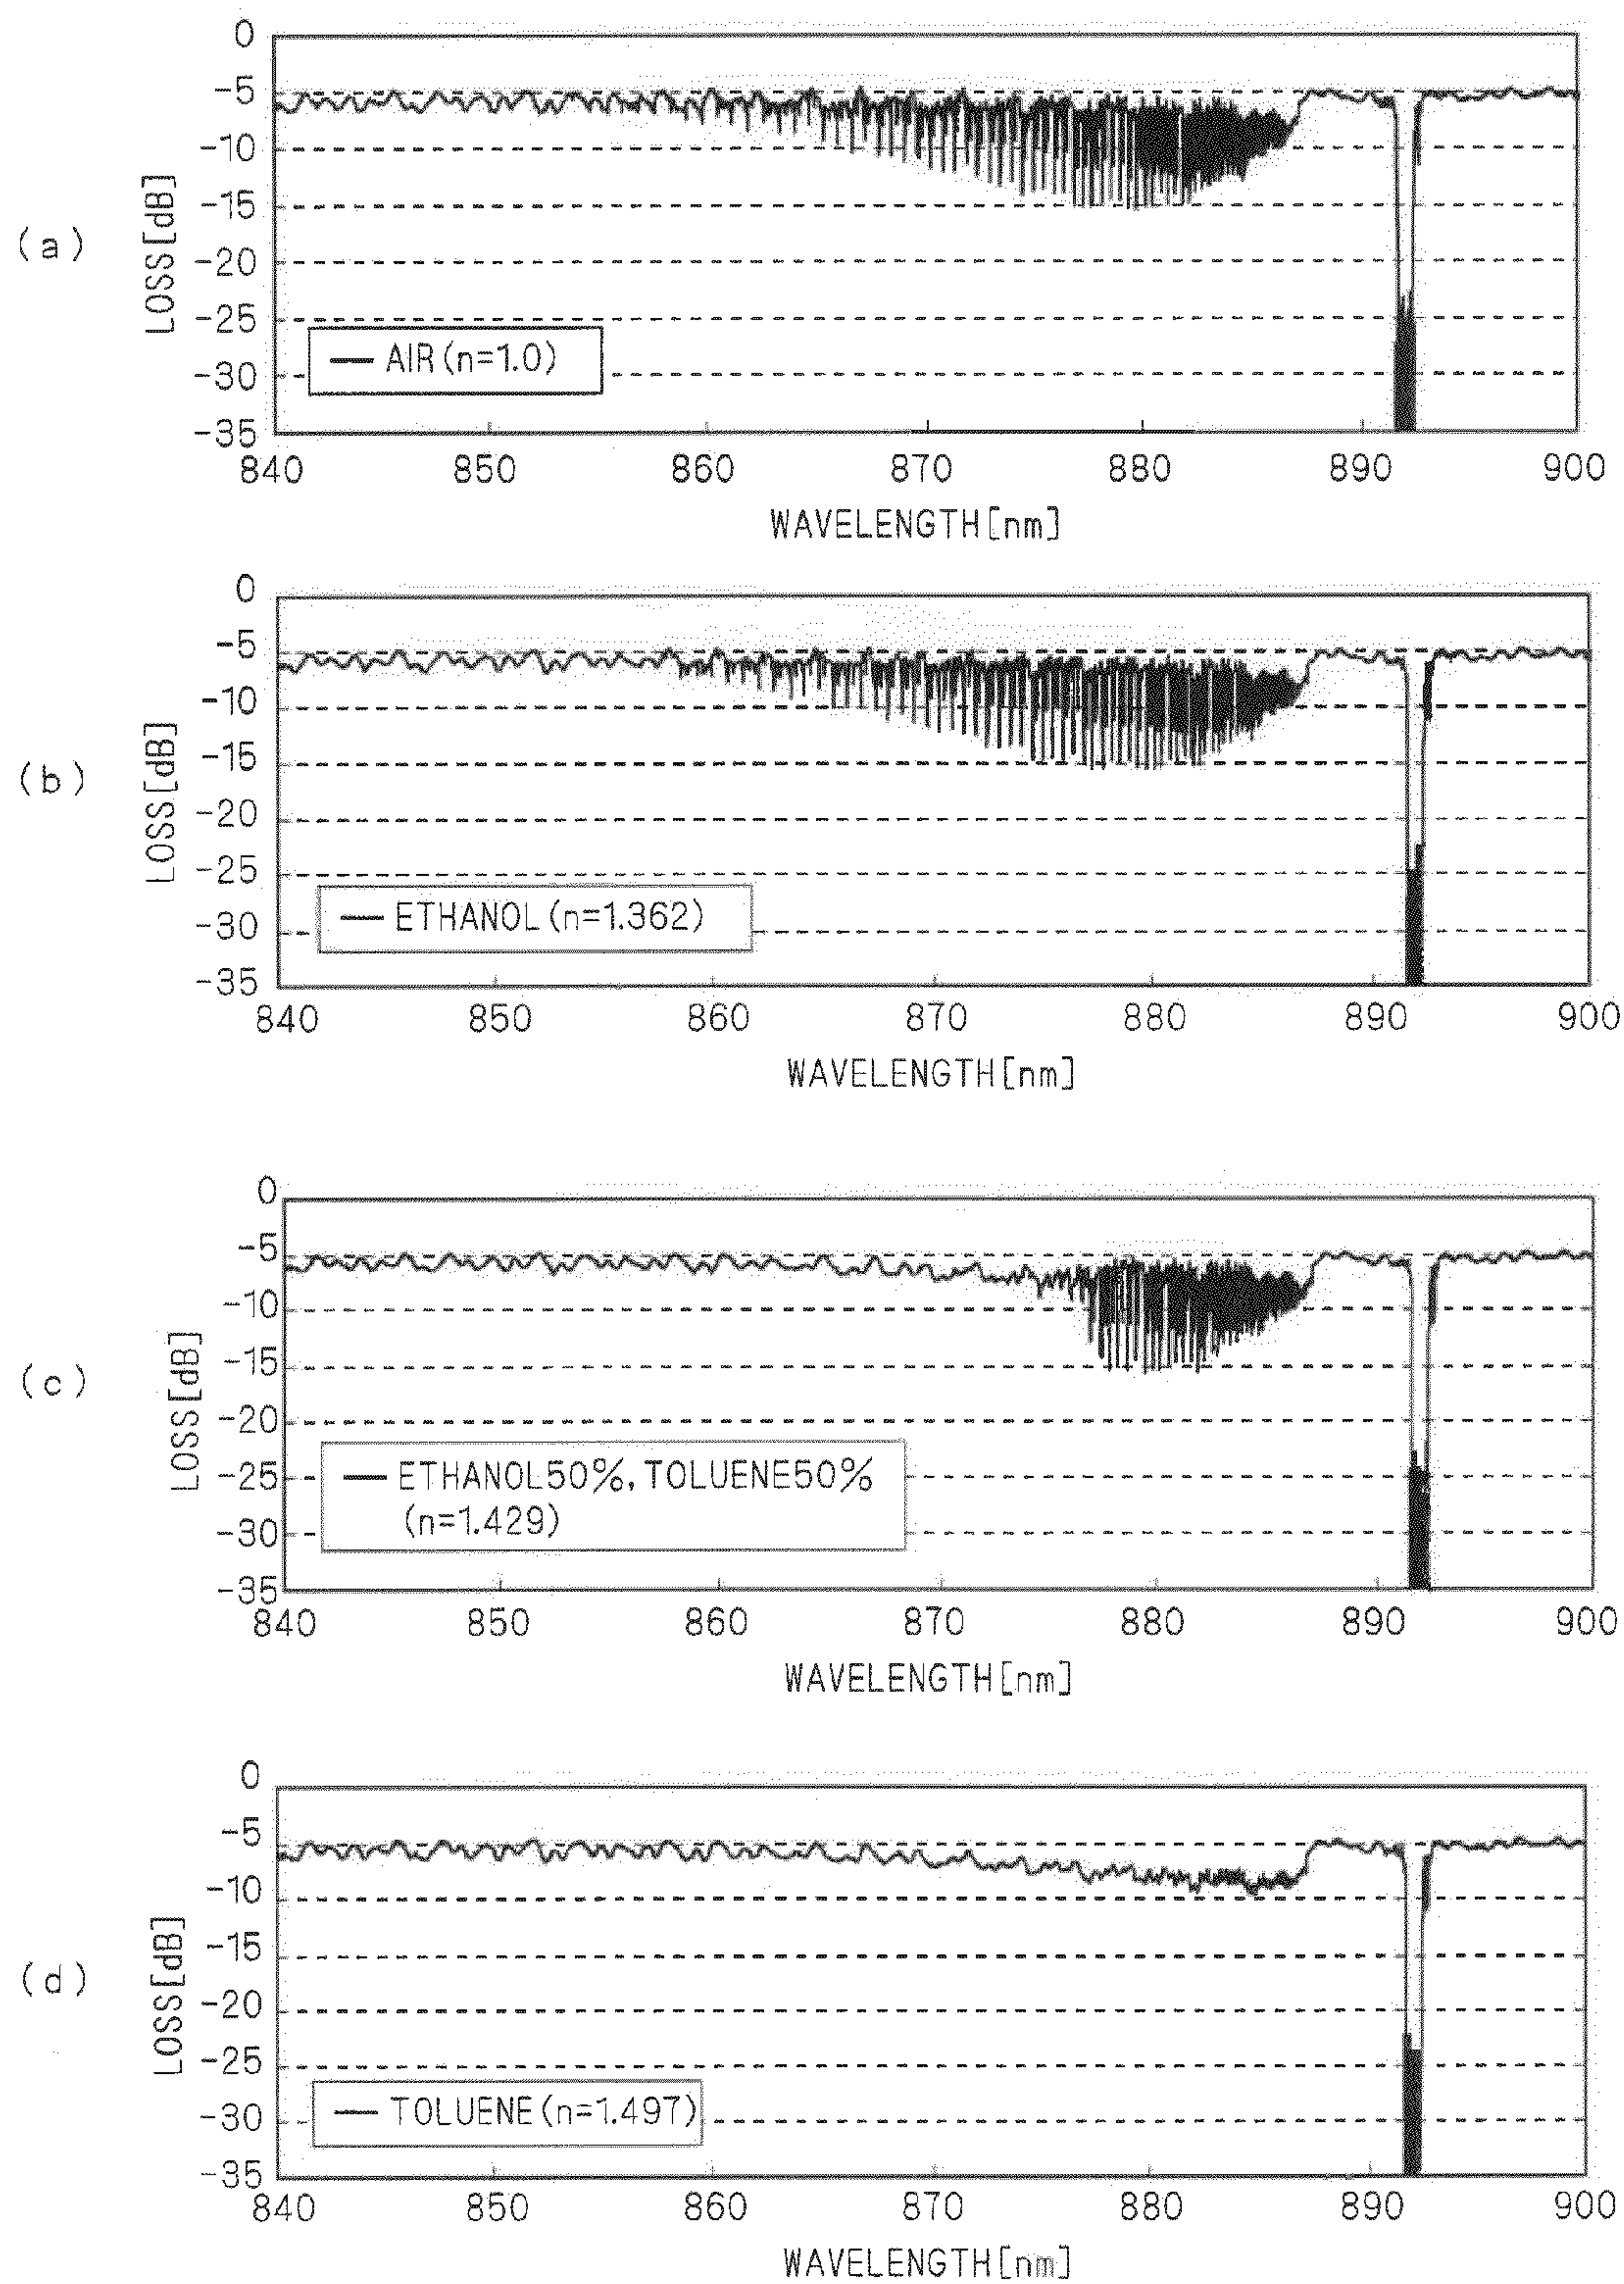 0
-5
-10
-15
-20
-25
-30
-35
(a)
LOSS[dB]
AIR(n=1.0)
840 850 860 870 880 890 900
WAVELENGTH[nm]
0
-5
-10
-15
-20
-25
-30
-35
(b)
LOSS[dB]
ETHANOL(n=1.362)
840 850 860 870 880 890 900
WAVELENGTH[nm]
0
-5
-10
-15
-20
-25
-30
-35
(c)
LOSS[dB]
ETHANOL50%,TOLUENE50%
(n=1.429)
840 850 860 870 880 890 900
WAVELENGTH[nm]
0
-5
-10
-15
-20
-25
-30
-35
(d)
LOSS[dB]
TOLUENE(n=1.497)
840 850 860 870 880 890 900
WAVELENGTH[nm]